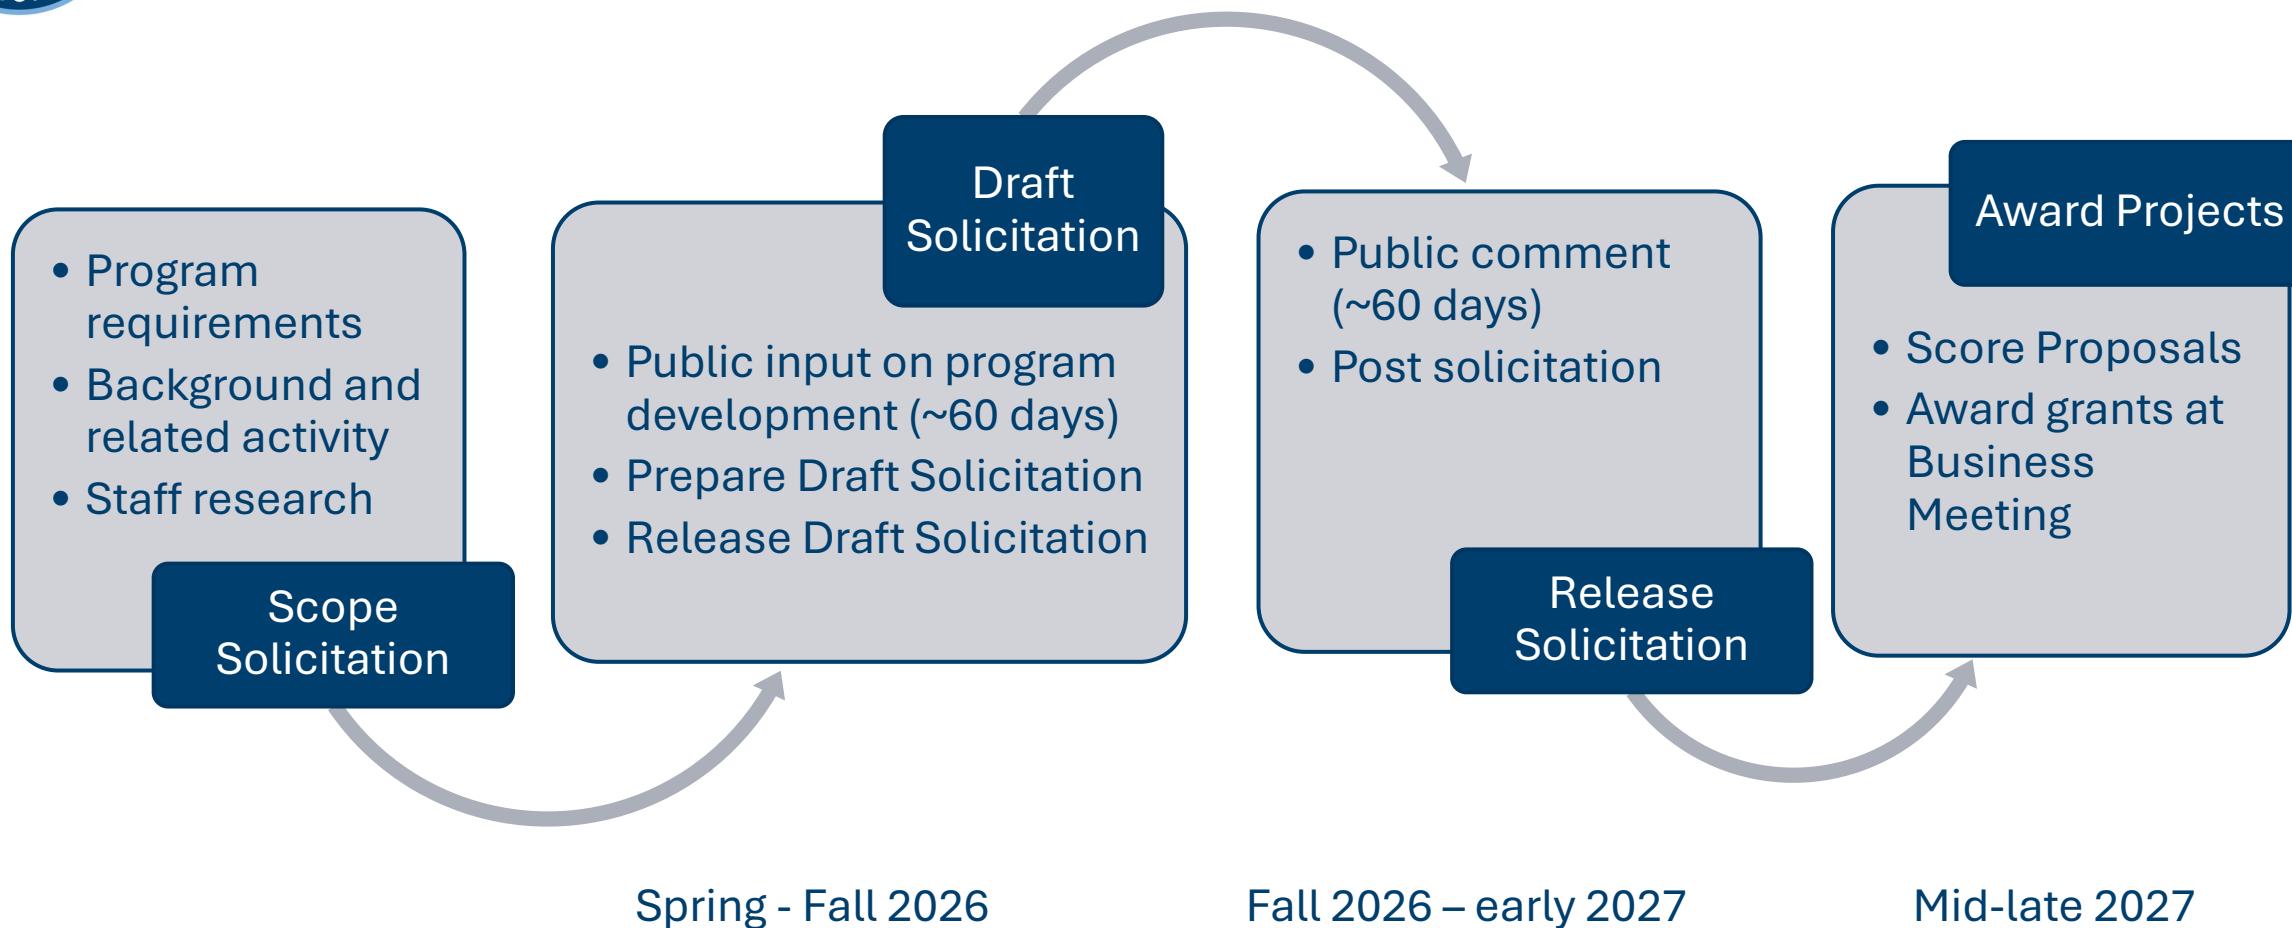 • Program
requirements
• Background and
related activity
• Staff research
Scope
Solicitation
Draft
Solicitation
• Public input on program
development (~60 days)
• Prepare Draft Solicitation
• Release Draft Solicitation
• Public comment
(~60 days)
• Post solicitation
Release
Solicitation
Award Projects
• Score Proposals
• Award grants at
Business
Meeting
Spring - Fall 2026
Fall 2026 – early 2027
Mid-late 2027